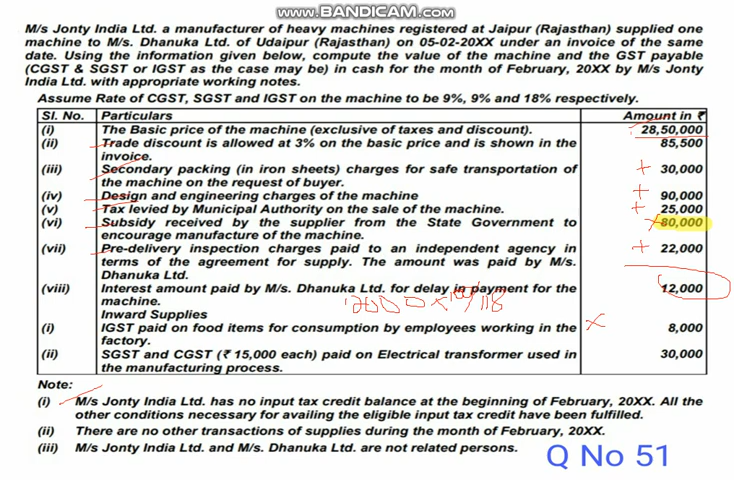 WWW.BANDICAM.COM
M/s Jonty India Ltd. a manufacturer of heavy machines registered at Jaipur (Rajasthan) supplied one
machine to M/s. Dhanuka Ltd. of Udaipur (Rajasthan) on 05-02-20XX under an invoice of the same
date. Using the information given below, compute the value of the machine and the GST payable
(CGST & SGST or IGST as the case may be) in cash for the month of February, 20XX by M/s Jonty
India Ltd. with appropriate working notes.
Assume Rate of CGST, SGST and IGST on the machine to be 9%, 9% and 18% respectively.
Sl. No. Particulars Amount in ₹
(i) The Basic price of the machine (exclusive of taxes and discount). 28,50,000
(ii) Trade discount is allowed at 3% on the basic price and is shown in the 85,500
invoice.
(iii) Secondary packing (in iron sheets) charges for safe transportation of + 30,000
the machine on the request of buyer.
(iv) Design and engineering charges of the machine + 90,000
(v) Tax levied by Municipal Authority on the sale of the machine. + 25,000
(vi) Subsidy received by the supplier from the State Government to × 80,000
encourage manufacture of the machine.
(vii) Pre-delivery inspection charges paid to an independent agency in + 22,000
terms of the agreement for supply. The amount was paid by M/s.
Dhanuka Ltd.
(viii) Interest amount paid by M/s. Dhanuka Ltd. for delay in payment for the 12,000
machine. 12000 × 100/118
Inward Supplies
(i) IGST paid on food items for consumption by employees working in the × 8,000
factory.
(ii) SGST and CGST (₹ 15,000 each) paid on Electrical transformer used in 30,000
the manufacturing process.
Note:
(i) M/s Jonty India Ltd. has no input tax credit balance at the beginning of February, 20XX. All the
other conditions necessary for availing the eligible input tax credit have been fulfilled.
(ii) There are no other transactions of supplies during the month of February, 20XX.
(iii) M/s Jonty India Ltd. and M/s. Dhanuka Ltd. are not related persons.
Q No 51